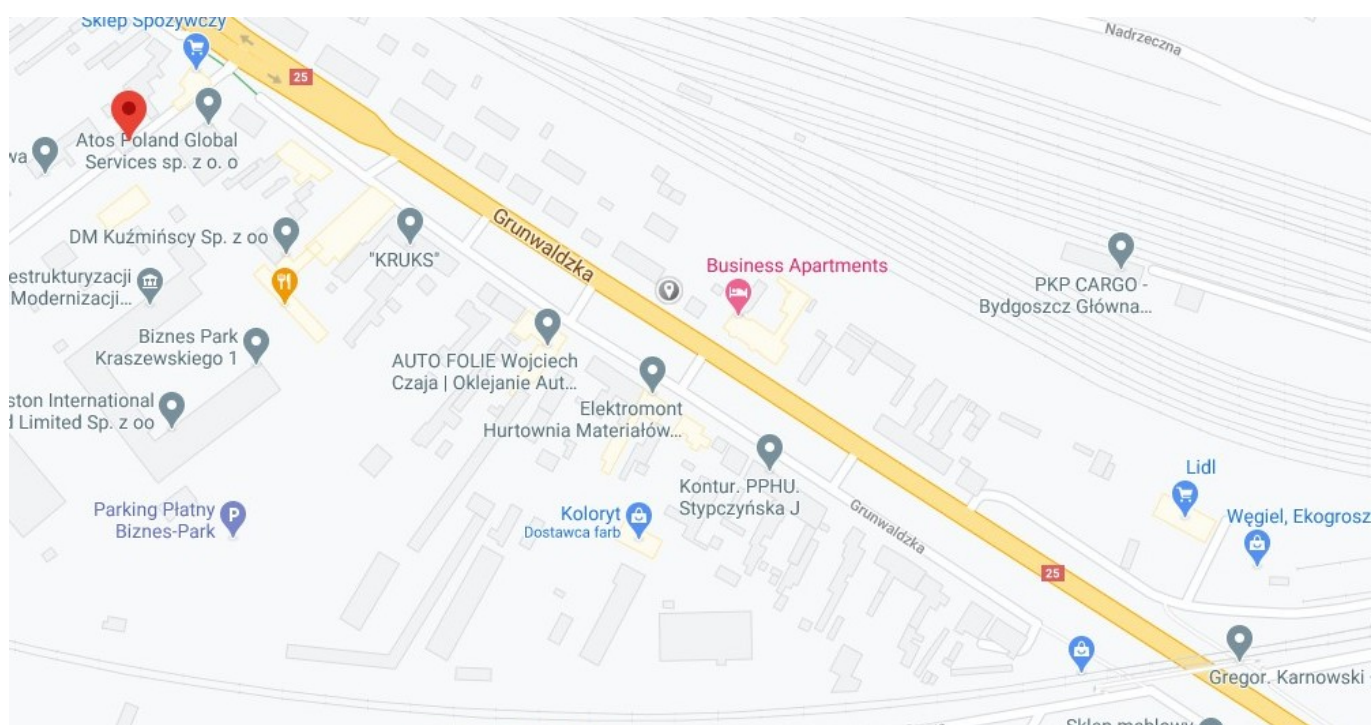 Sklep Spożywczy
Nadrzeczna
25
Atos Poland Global
Services sp. z o. o
wa
DM Kuźmińscy Sp. z oo
"KRUKS"
Grunwaldzka
Business Apartments
PKP CARGO -
Bydgoszcz Główna...
estrukturyzacji
Modernizacji...
Biznes Park
Kraszewskiego 1
AUTO FOLIE Wojciech
Czaja | Oklejanie Aut...
ston International
d Limited Sp. z oo
Elektromont
Hurtownia Materiałów...
Kontur. PPHU.
Stypczyńska J
Lidl
Parking Płatny
Biznes-Park
P
Koloryt
Dostawca farb
Grunwaldzka
Węgiel, Ekogrosz
25
Gregor. Karnowski
Sklep meblowy